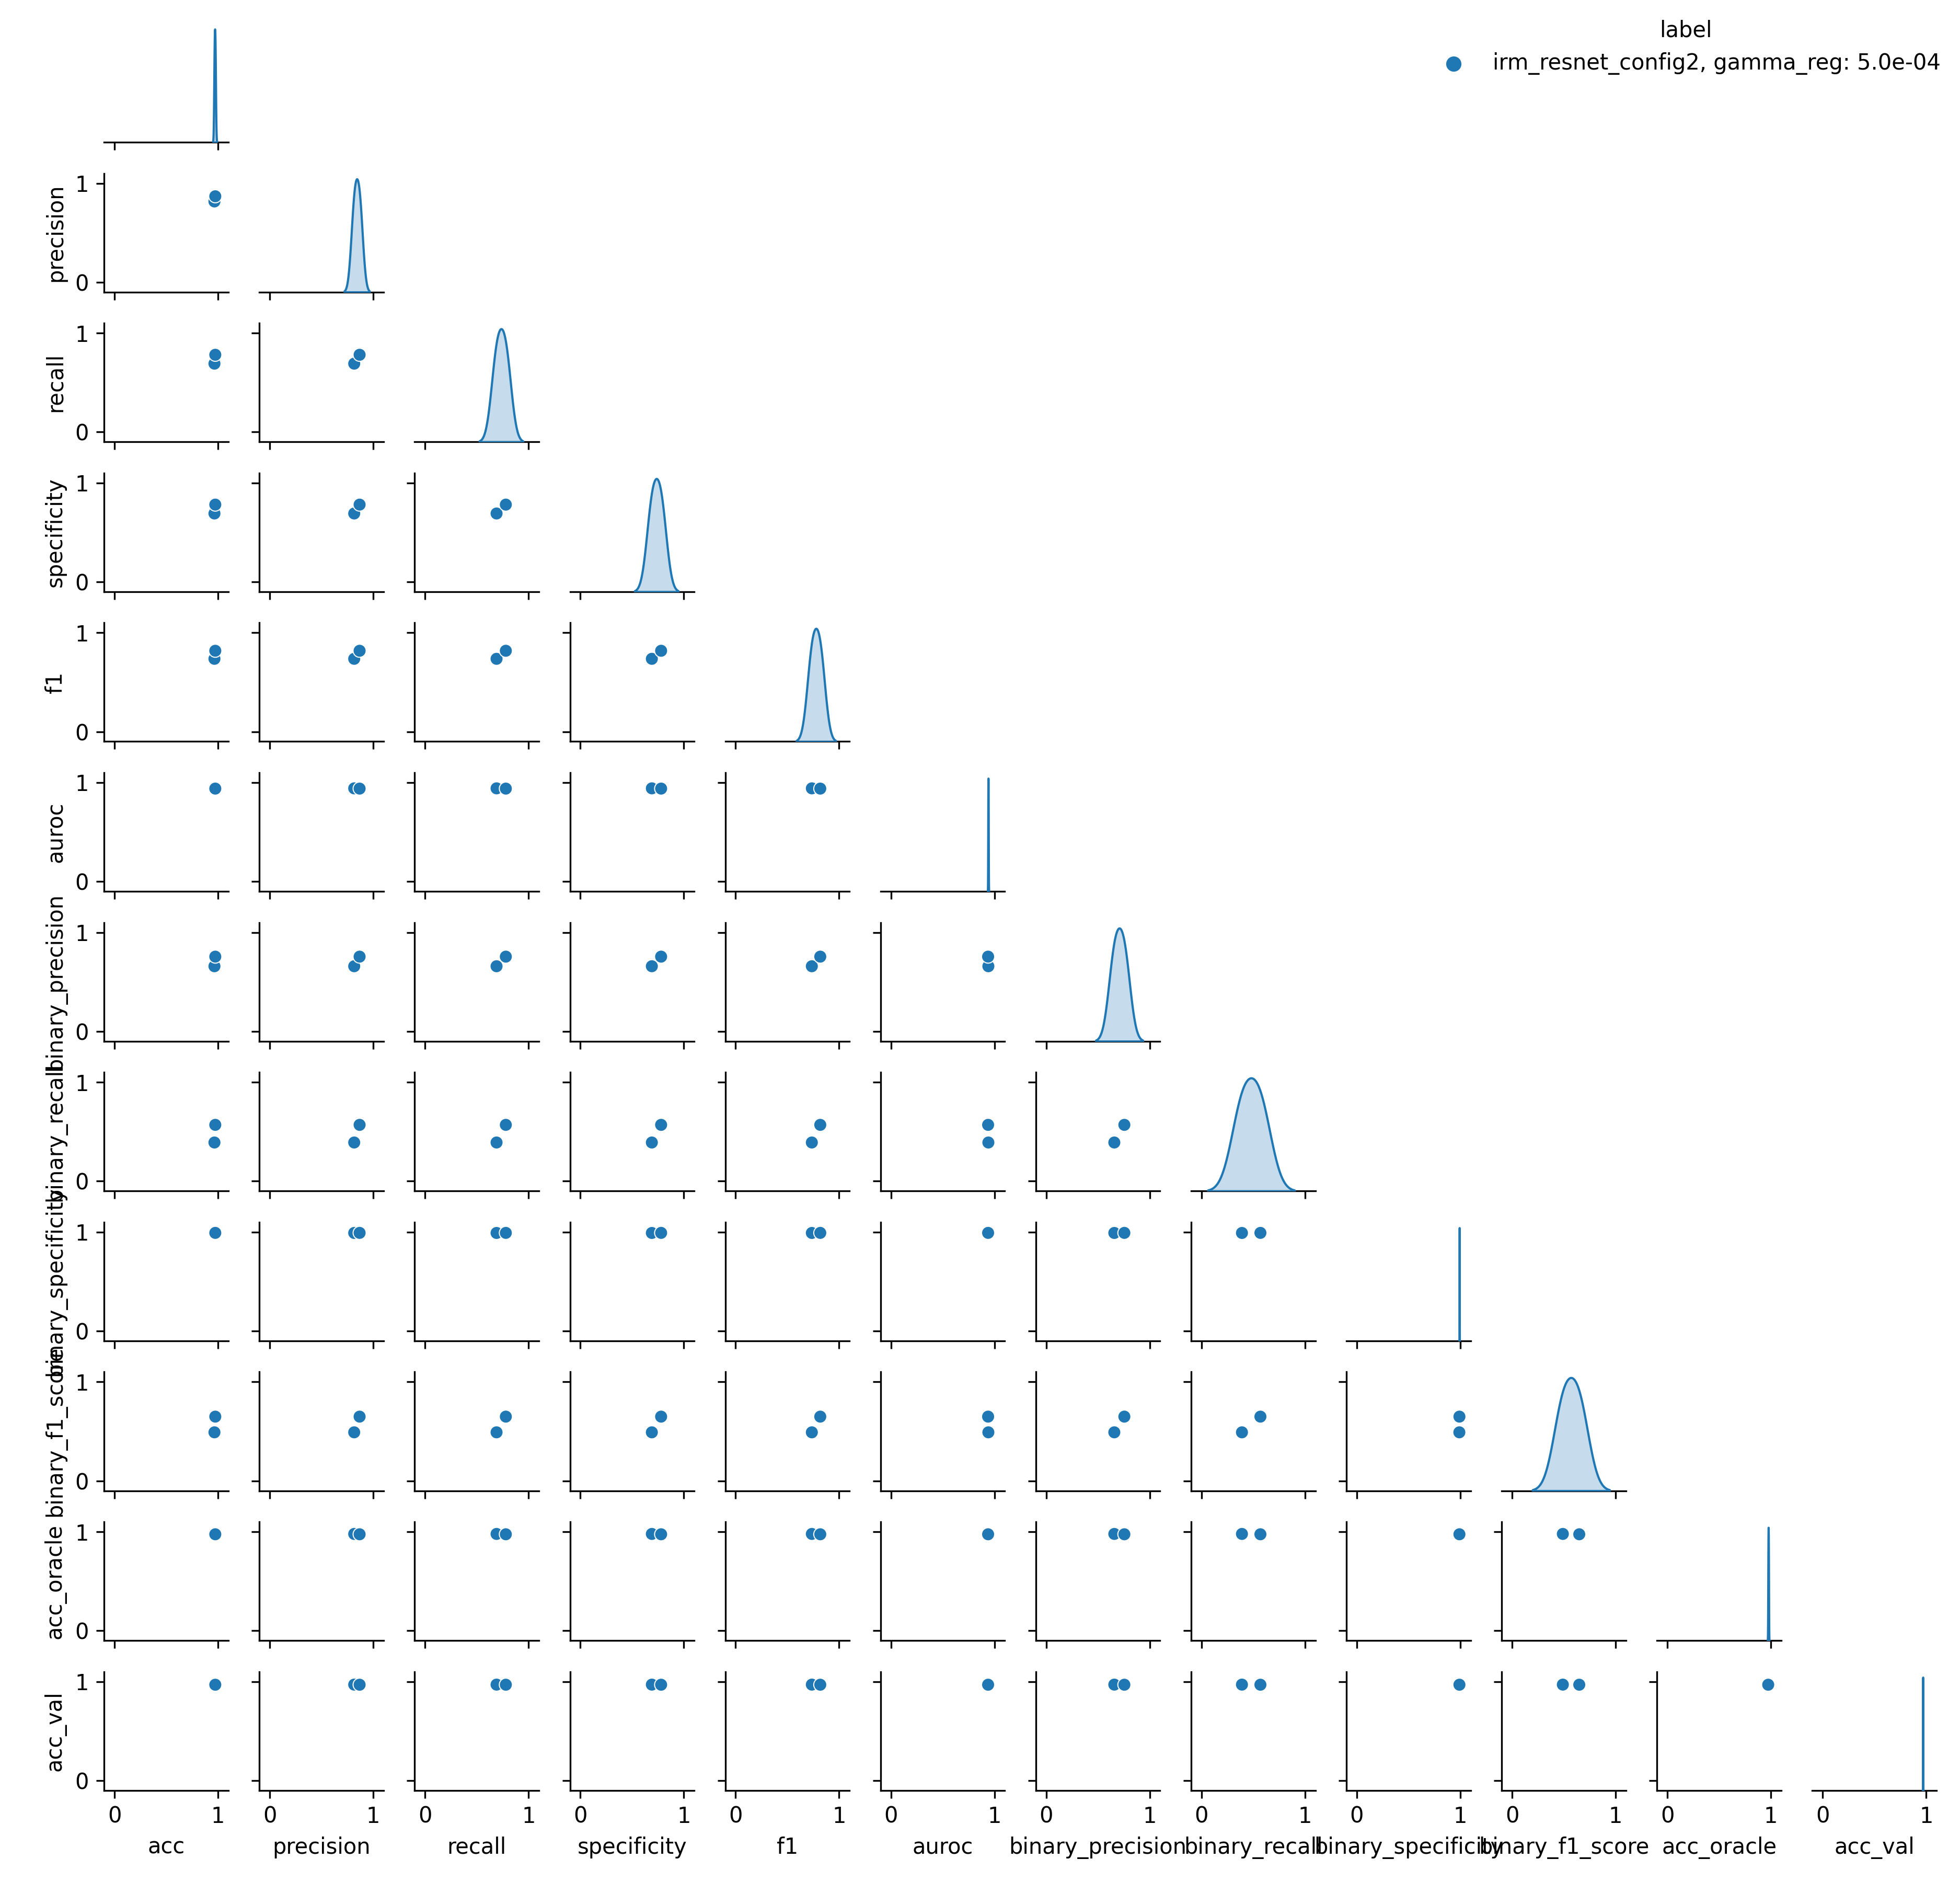 label
irm_resnet_config2, gamma_reg: 5.0e-04
precision
1
0
recall
1
0
specificity
1
0
f1
1
0
auroc
1
0
binary_precision
1
0
binary_recall
1
0
binary_specificity
1
0
binary_f1_score
1
0
acc_oracle
1
0
acc_val
1
0
0 1 0 1 0 1 0 1 0 1 0 1 0 1 0 1 0 1 0 1 0 1 0 1
acc precision recall specificity f1 auroc binary_precision binary_recall binary_specificity binary_f1_score acc_oracle acc_val